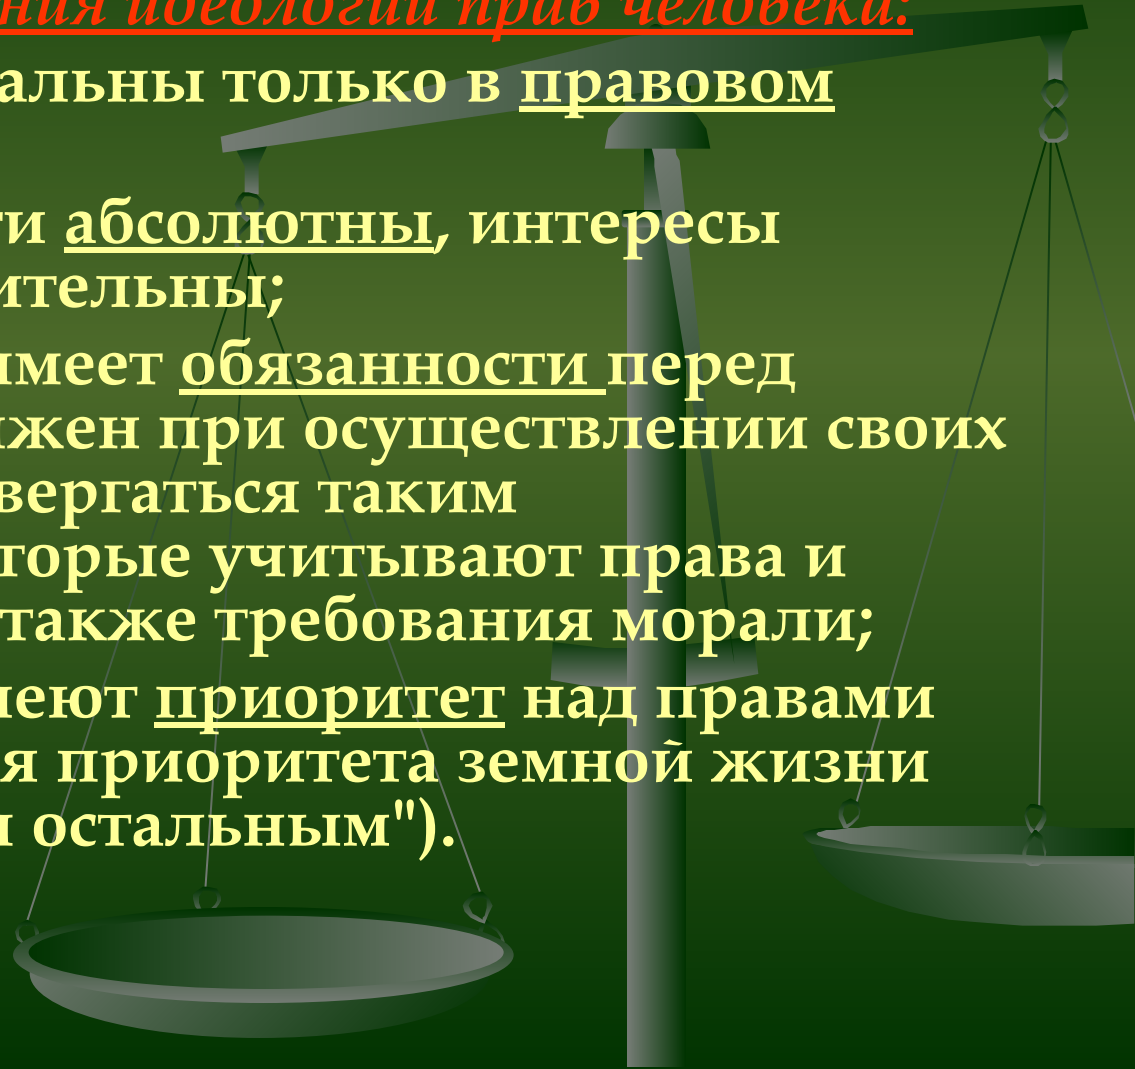 ния идеологии прав человека:
альны только в правовом
ти абсолютны, интересы
ительны;
имеет обязанности перед
лжен при осуществлении своих
вергаться таким
торые учитывают права и
также требования морали;
меют приоритет над правами
я приоритета земной жизни
и остальным").